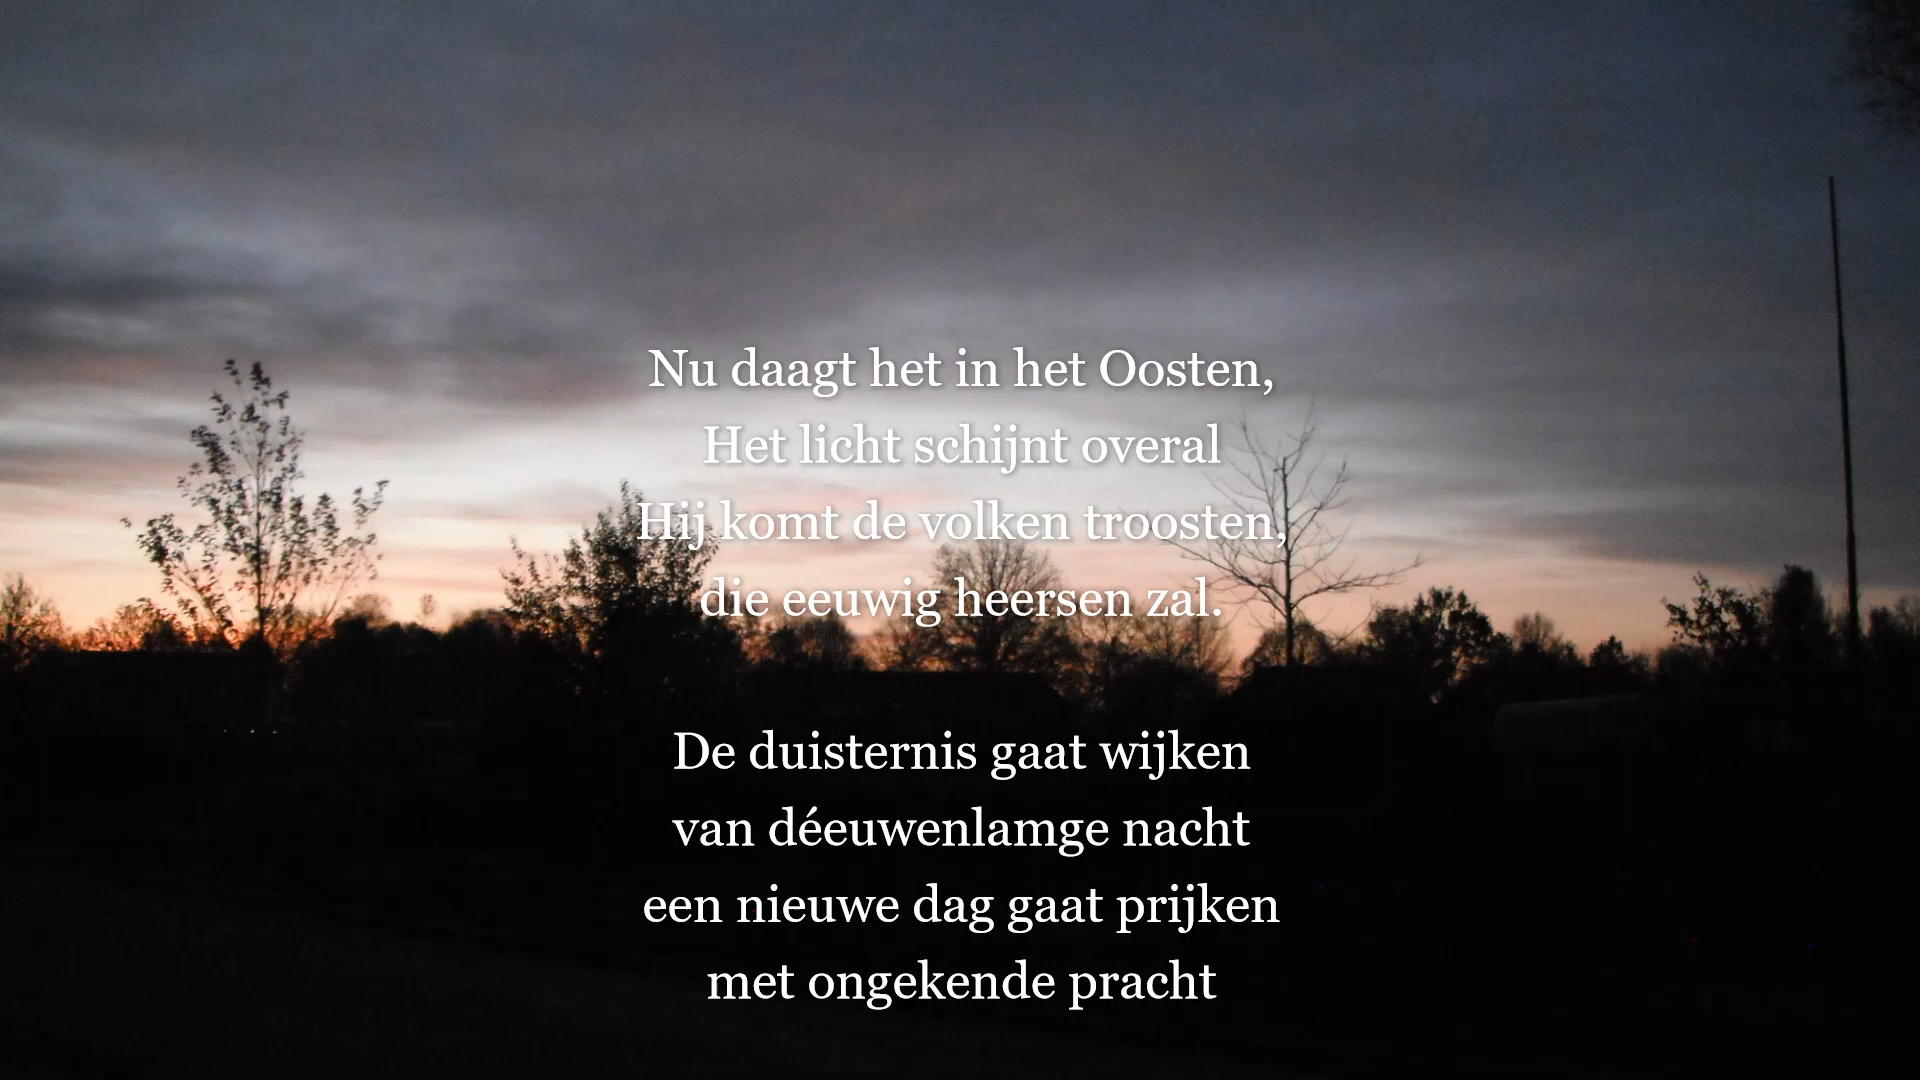 Nu daagt het in het Oosten,
Het licht schijnt overal
Hij komt de volken troosten,
die eeuwig heersen zal.
De duisternis gaat wijken
van déeuwenlamge nacht
een nieuwe dag gaat prijken
met ongekende pracht